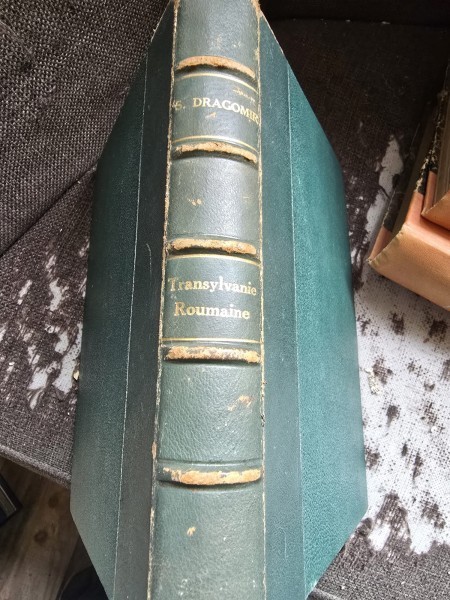 S. DRAGOMIR
Transylvanie
Roumaine